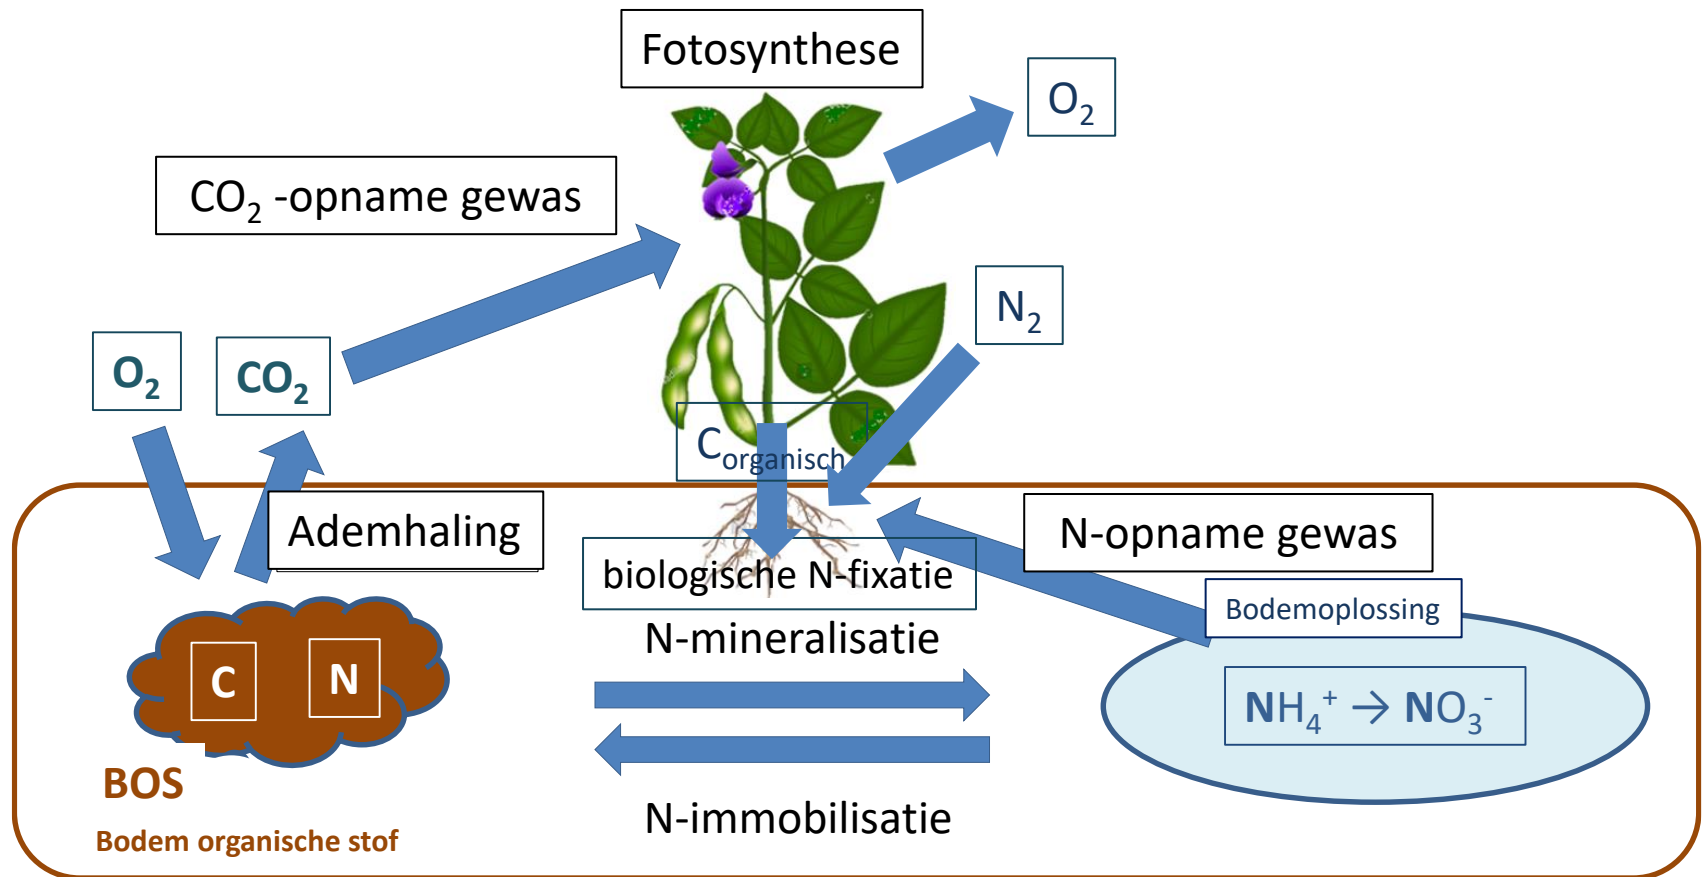 Fotosynthese
O₂
CO₂ -opname gewas
N₂
O₂
CO₂
C organisch
Ademhaling
N-opname gewas
biologische N-fixatie
Bodemoplossing
N-mineralisatie
C
N
NH₄⁺ → NO₃⁻
BOS
N-immobilisatie
Bodem organische stof